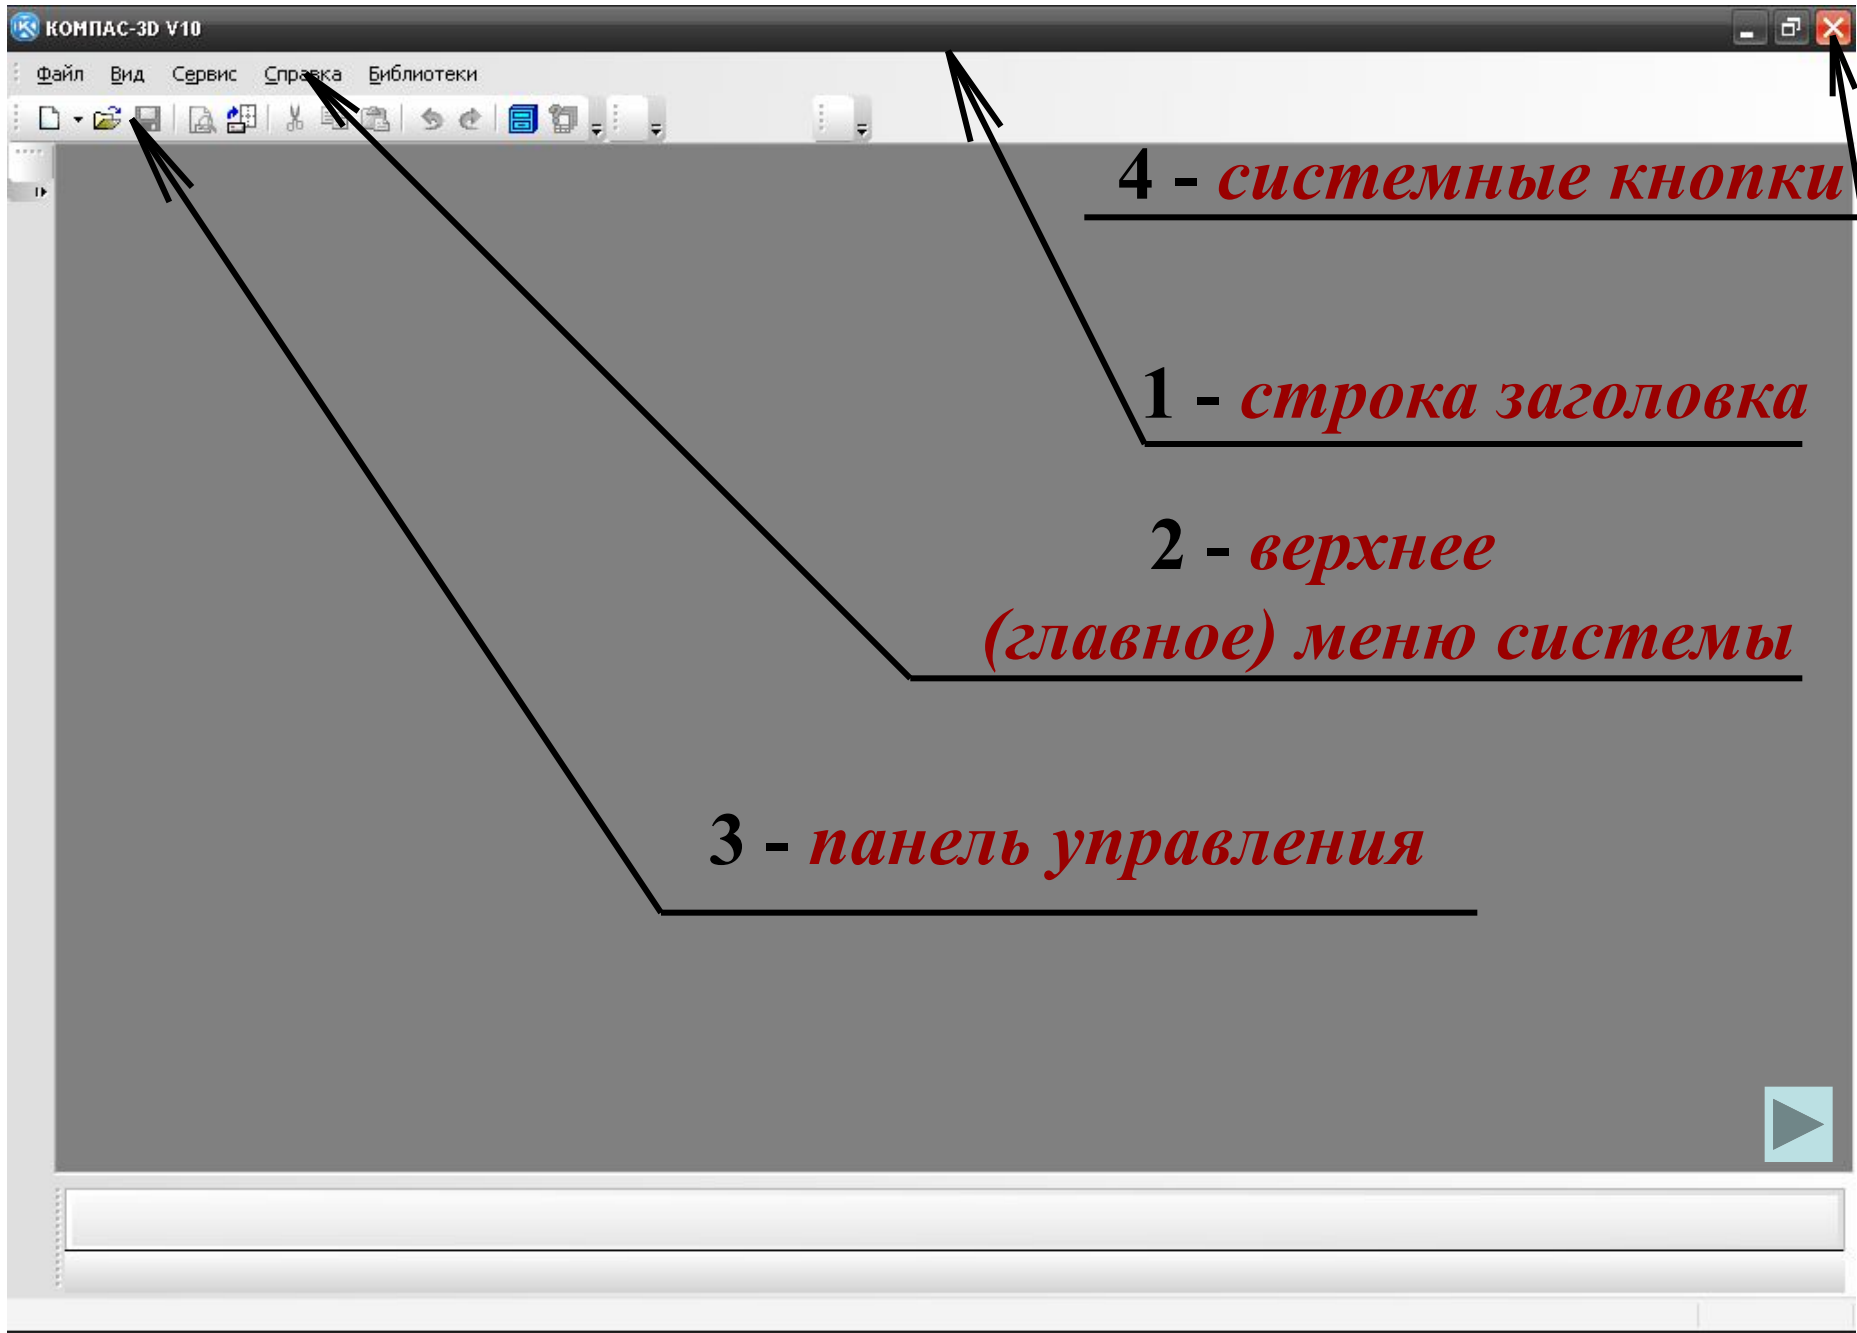 КОМПАС-3D V10
Файл Вид Сервис Справка Библиотеки
4 - системные кнопки
1 - строка заголовка
2 - верхнее
(главное) меню системы
3 - панель управления